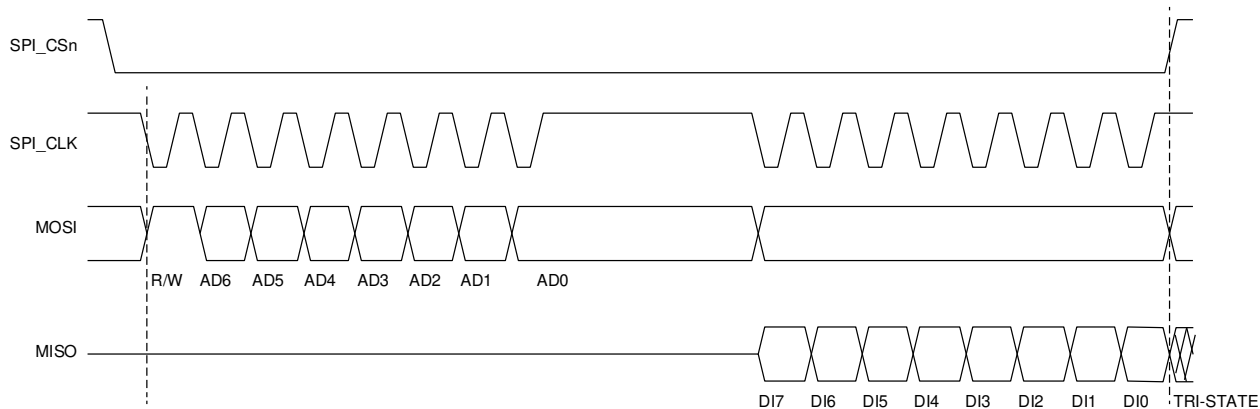 SPI_CSn
SPI_CLK
MOSI
R/W AD6 AD5 AD4 AD3 AD2 AD1 AD0
MISO
DI7 DI6 DI5 DI4 DI3 DI2 DI1 DI0 TRI-STATE